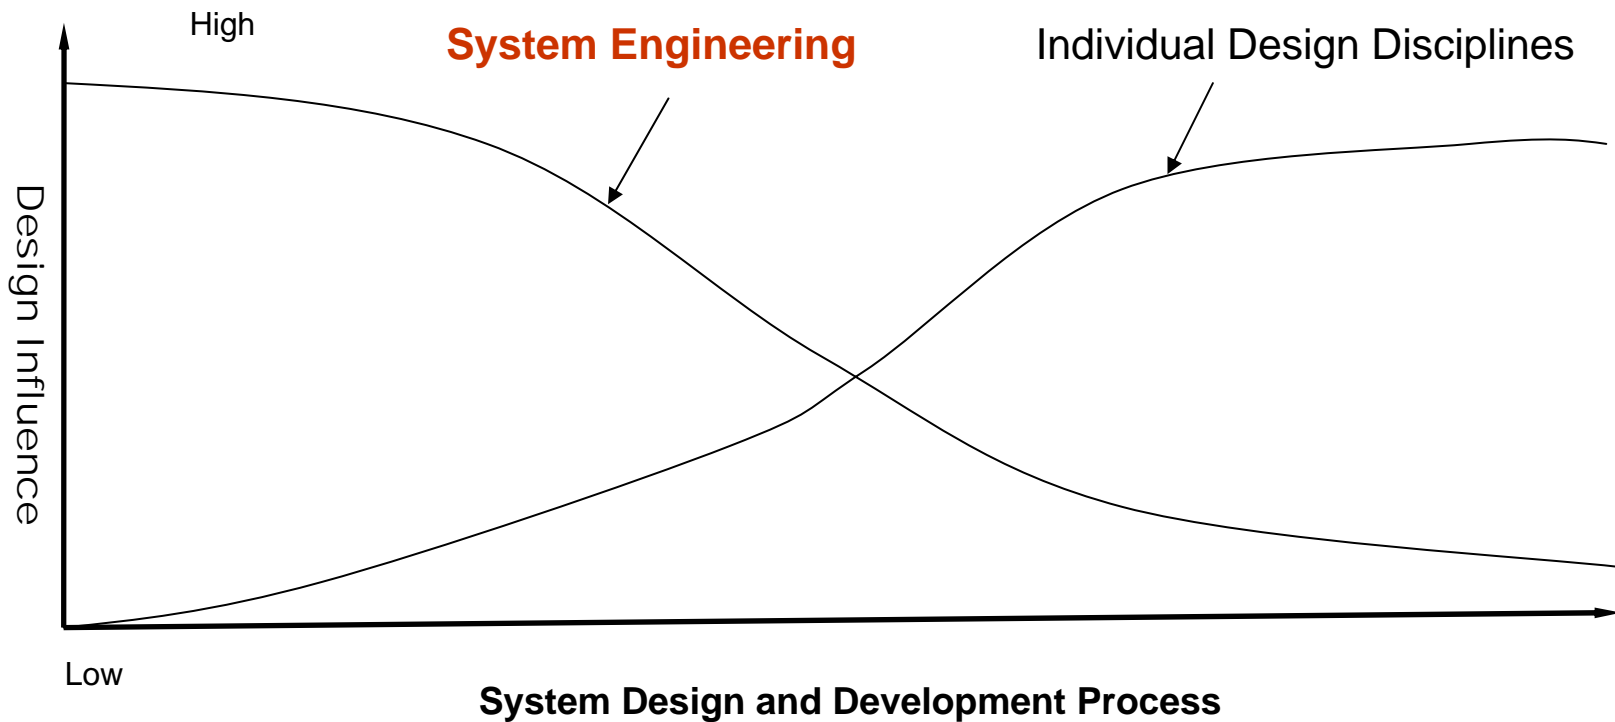 High
System Engineering
Individual Design Disciplines
Design Influence
Low
System Design and Development Process